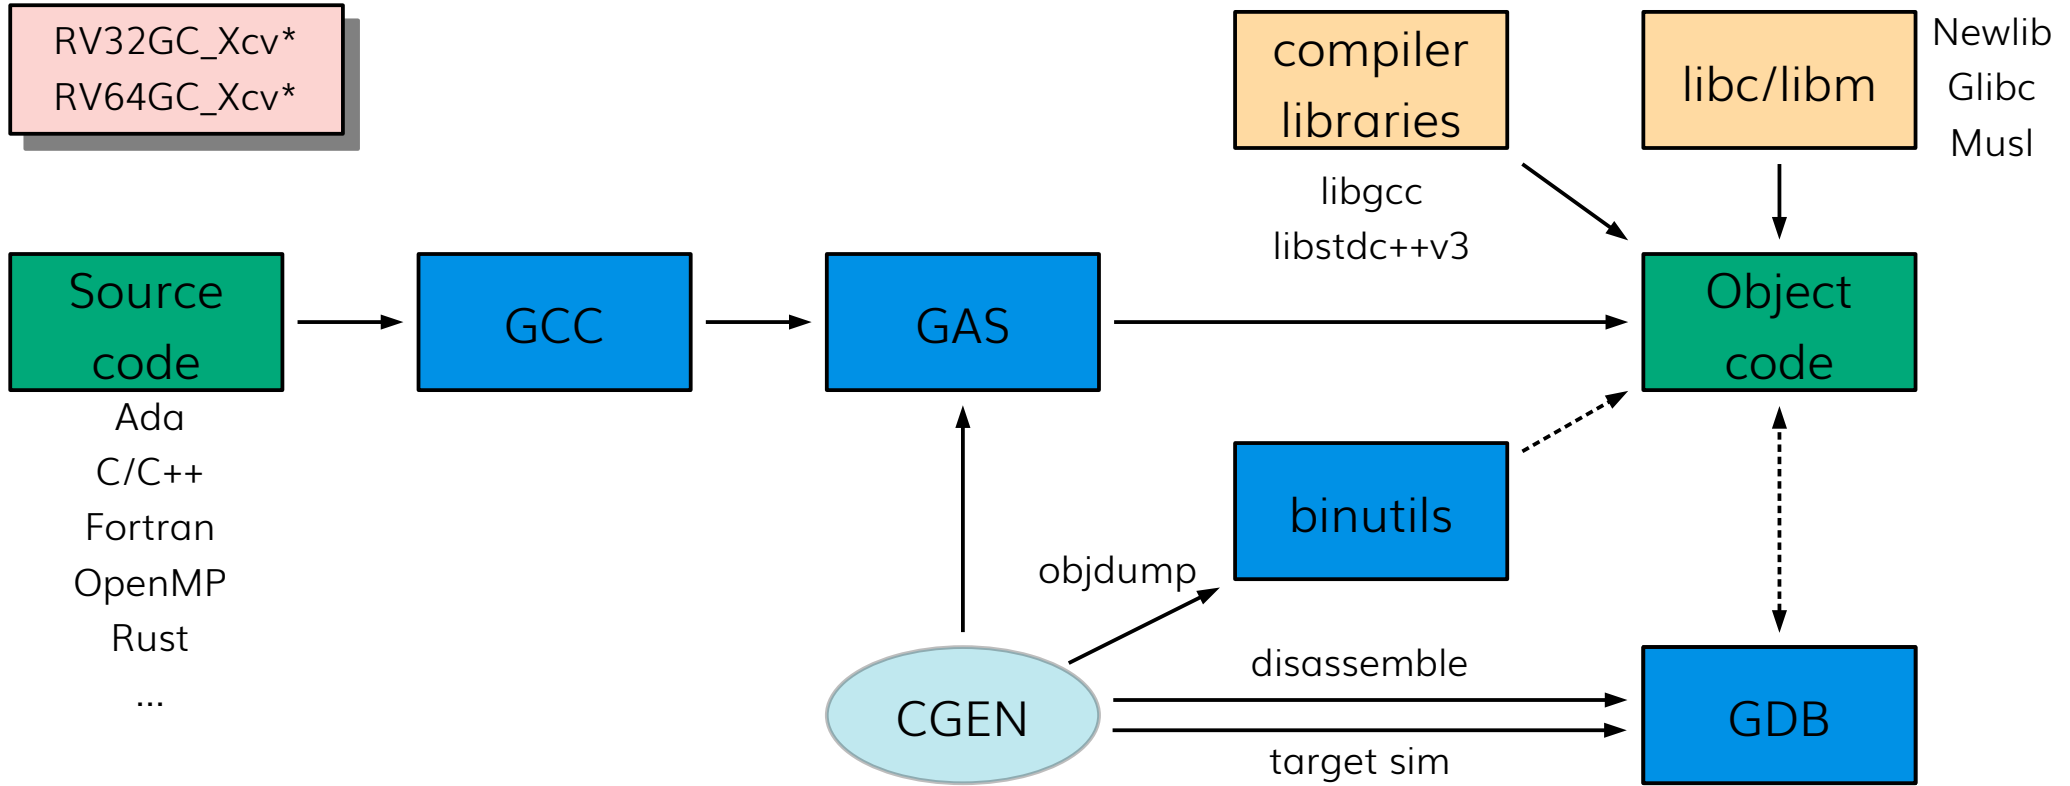 RV32GC_Xcv*
RV64GC_Xcv*
compiler
libraries
libc/libm
Newlib
Glibc
Musl
libgcc
libstdc++v3
Source
code
GCC
GAS
Object
code
Ada
C/C++
Fortran
OpenMP
Rust
...
binutils
objdump
CGEN
disassemble
target sim
GDB